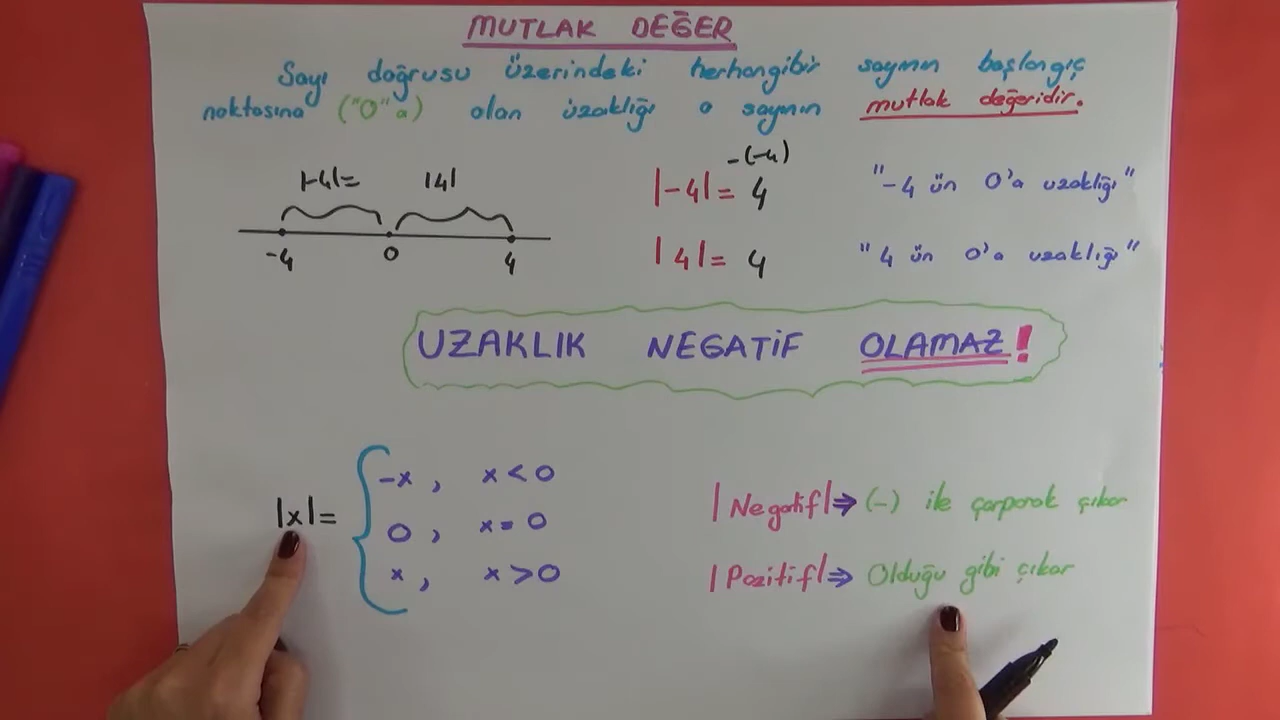 MUTLAK DEĞER
Sayı doğrusu üzerindeki herhangibir sayının başlangıç
noktasına ("0"a) olan uzaklığı o sayının mutlak değeridir.
|-4|= |4|
-4 0 4
-(-4)
|-4|= 4 "-4 ün 0'a uzaklığı"
|4|= 4 "4 ün 0'a uzaklığı"
UZAKLIK NEGATİF OLAMAZ!
|x|=
-x, x<0
0, x=0
x, x>0
|Negatif|⇒ (-) ile çarparak çıkar
|Pozitif|⇒ Olduğu gibi çıkar